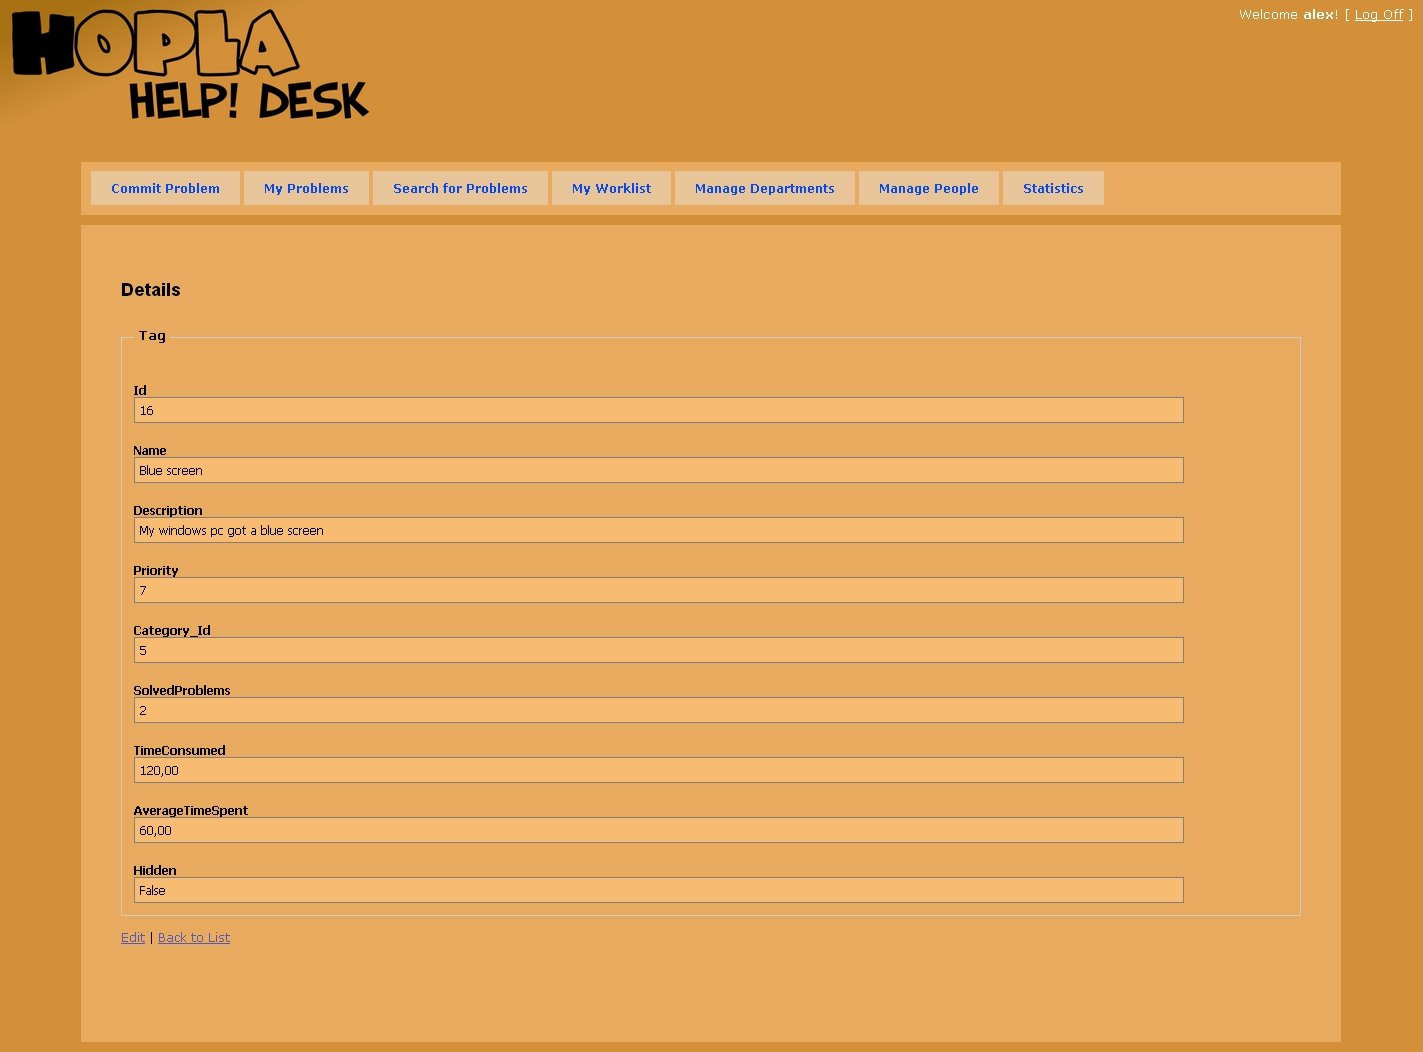 HOPLA
HELP! DESK
Welcome alex! [ Log Off ]
Commit Problem
My Problems
Search for Problems
My Worklist
Manage Departments
Manage People
Statistics
Details
Tag
Id
16
Name
Blue screen
Description
My windows pc got a blue screen
Priority
7
Category_Id
5
SolvedProblems
2
TimeConsumed
120,00
AverageTimeSpent
60,00
Hidden
False
Edit | Back to List